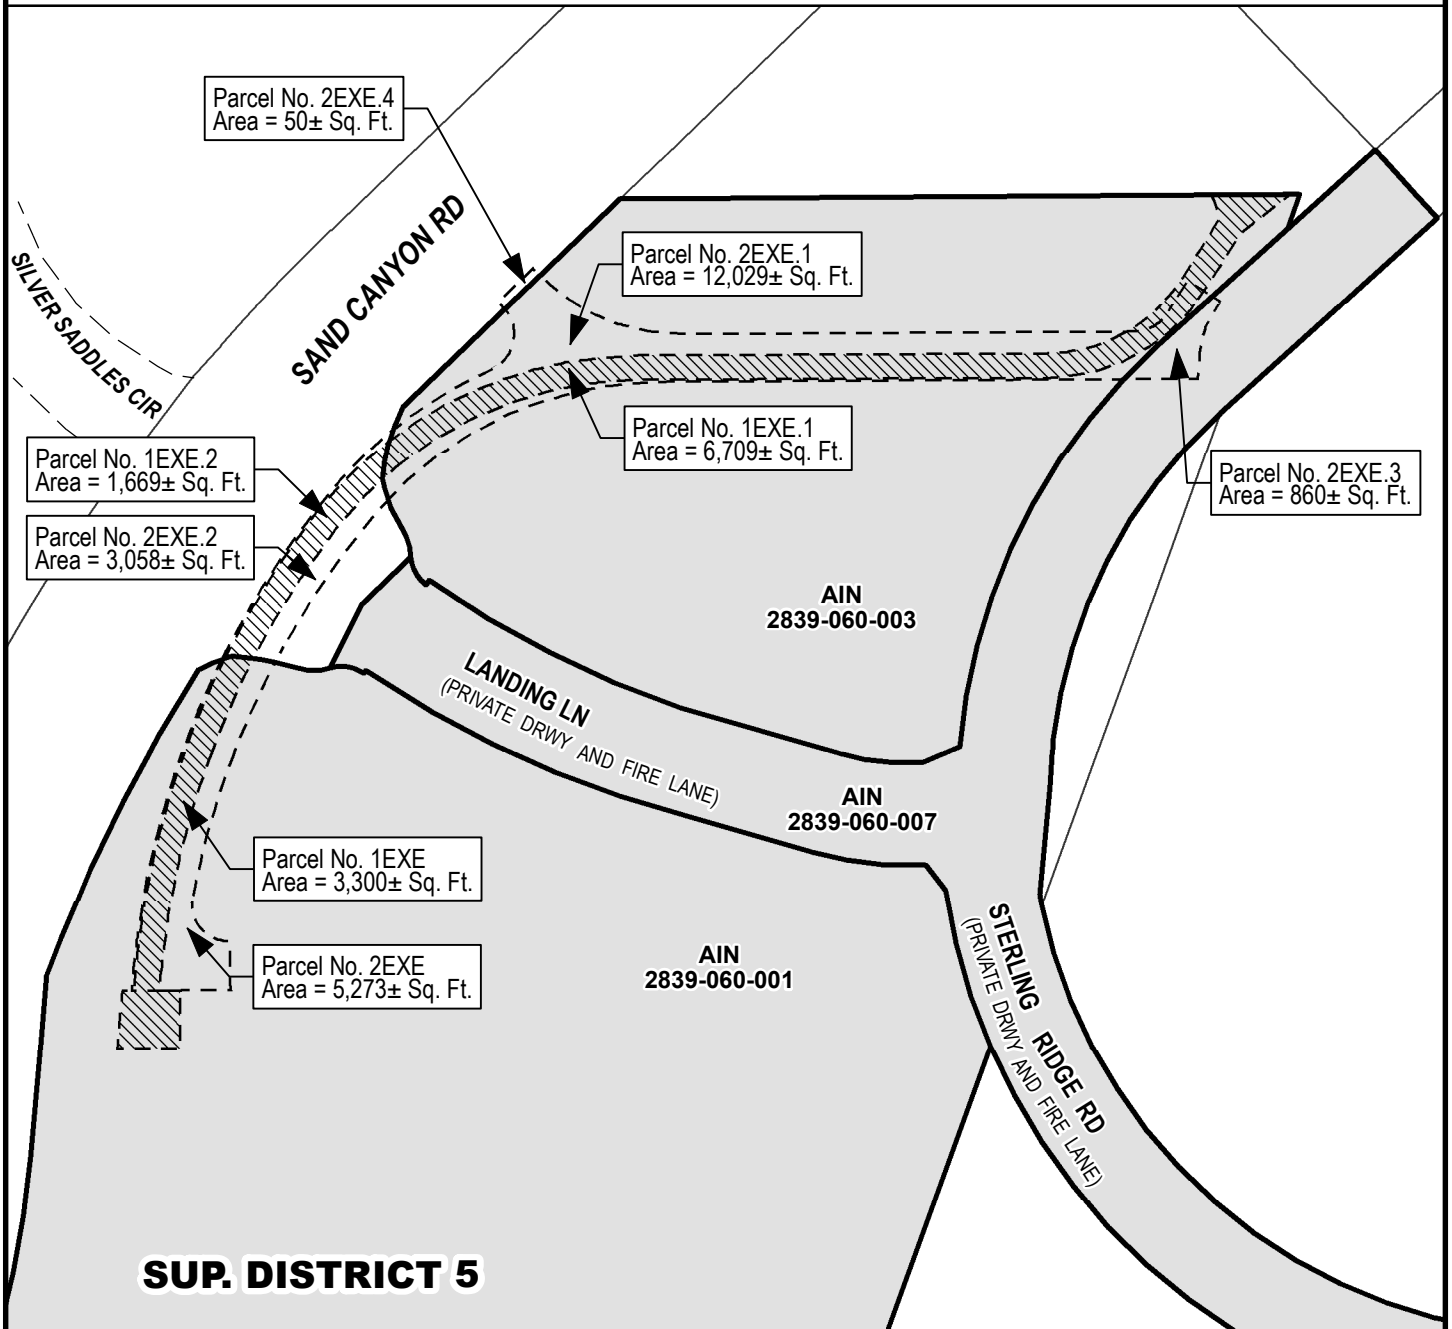 Parcel No. 2EXE.4
Area = 50± Sq. Ft.
SAND CANYON RD
SILVER SADDLES CIR
Parcel No. 2EXE.1
Area = 12,029± Sq. Ft.
Parcel No. 1EXE.1
Area = 6,709± Sq. Ft.
Parcel No. 1EXE.2
Area = 1,669± Sq. Ft.
Parcel No. 2EXE.3
Area = 860± Sq. Ft.
Parcel No. 2EXE.2
Area = 3,058± Sq. Ft.
AIN
2839-060-003
LANDING LN
(PRIVATE DRWY AND FIRE LANE)
AIN
2839-060-007
Parcel No. 1EXE
Area = 3,300± Sq. Ft.
Parcel No. 2EXE
Area = 5,273± Sq. Ft.
AIN
2839-060-001
STERLING RIDGE RD
(PRIVATE DRWY AND FIRE LANE)
SUP. DISTRICT 5